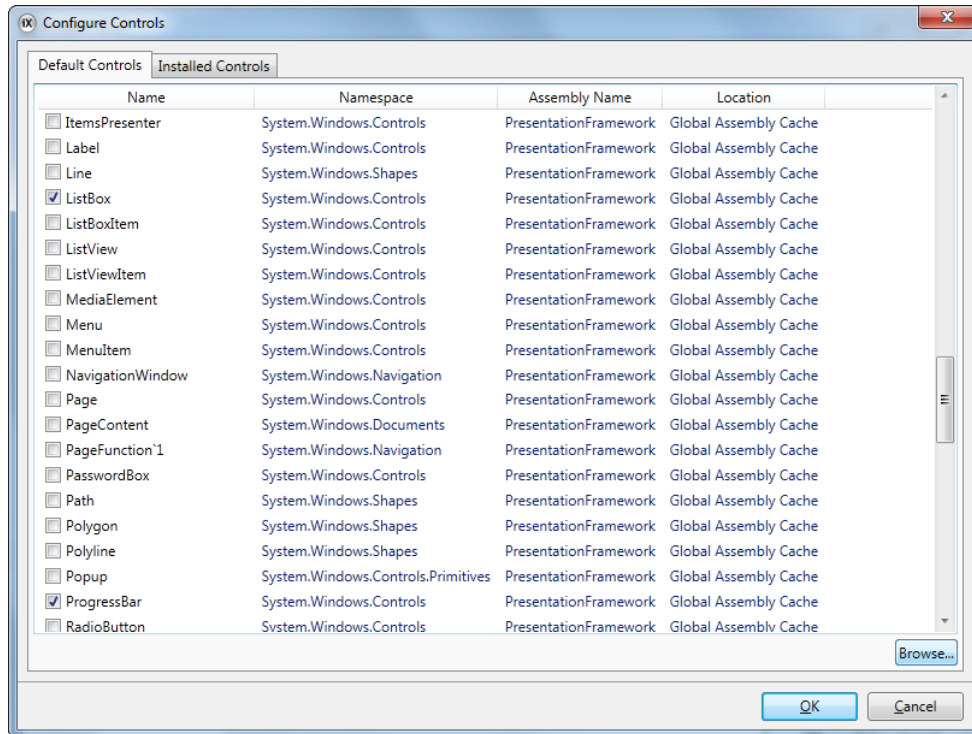 iX Configure Controls
Default Controls Installed Controls
Name Namespace Assembly Name Location
ItemsPresenter System.Windows.Controls PresentationFramework Global Assembly Cache
Label System.Windows.Controls PresentationFramework Global Assembly Cache
Line System.Windows.Shapes PresentationFramework Global Assembly Cache
ListBox System.Windows.Controls PresentationFramework Global Assembly Cache
ListBoxItem System.Windows.Controls PresentationFramework Global Assembly Cache
ListView System.Windows.Controls PresentationFramework Global Assembly Cache
ListViewItem System.Windows.Controls PresentationFramework Global Assembly Cache
MediaElement System.Windows.Controls PresentationFramework Global Assembly Cache
Menu System.Windows.Controls PresentationFramework Global Assembly Cache
MenuItem System.Windows.Controls PresentationFramework Global Assembly Cache
NavigationWindow System.Windows.Navigation PresentationFramework Global Assembly Cache
Page System.Windows.Controls PresentationFramework Global Assembly Cache
PageContent System.Windows.Documents PresentationFramework Global Assembly Cache
PageFunction`1 System.Windows.Navigation PresentationFramework Global Assembly Cache
PasswordBox System.Windows.Controls PresentationFramework Global Assembly Cache
Path System.Windows.Shapes PresentationFramework Global Assembly Cache
Polygon System.Windows.Shapes PresentationFramework Global Assembly Cache
Polyline System.Windows.Shapes PresentationFramework Global Assembly Cache
Popup System.Windows.Controls.Primitives PresentationFramework Global Assembly Cache
ProgressBar System.Windows.Controls PresentationFramework Global Assembly Cache
RadioButton System.Windows.Controls PresentationFramework Global Assembly Cache
Browse...
OK Cancel